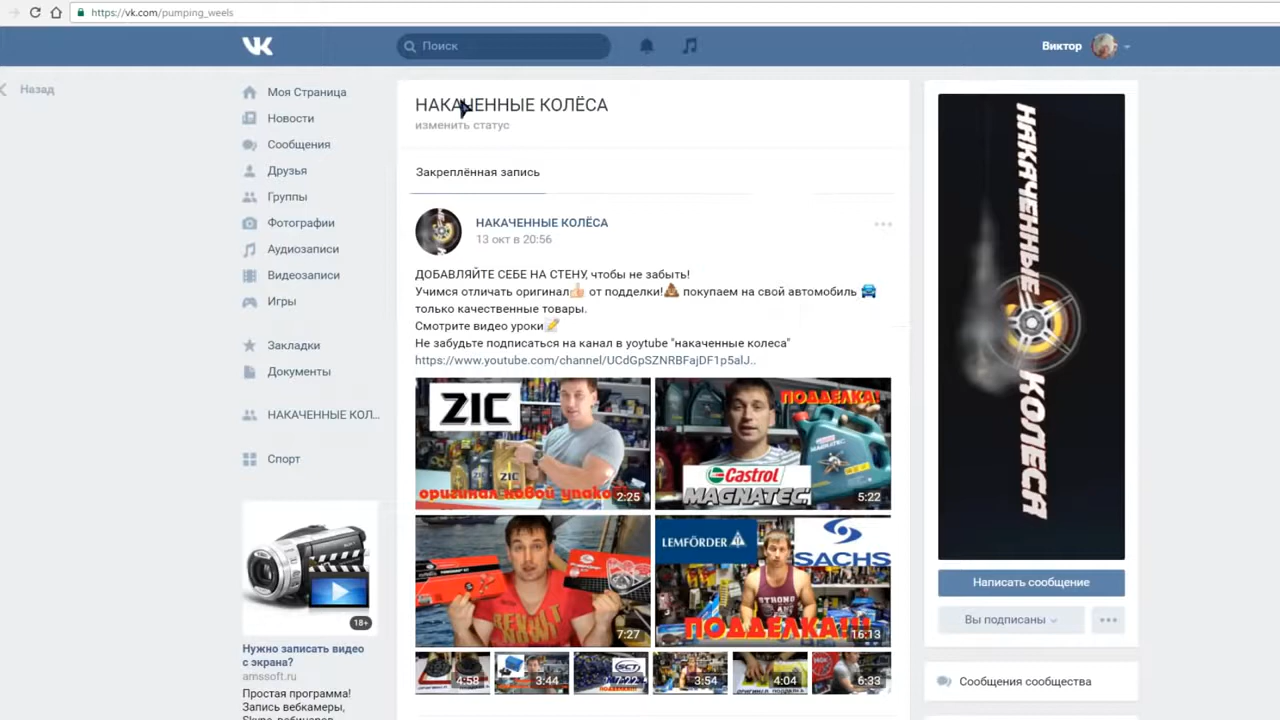 https://vk.com/pumping_weels
Поиск
Виктор
Назад
Моя Страница
Новости
Сообщения
Друзья
Группы
Фотографии
Аудиозаписи
Видеозаписи
Игры
Закладки
Документы
НАКАЧЕННЫЕ КОЛ...
Спорт
18+
Нужно записать видео
с экрана?
amssoft.ru
Простая программа!
Запись вебкамеры,
НАКАЧЕННЫЕ КОЛЁСА
изменить статус
Закреплённая запись
НАКАЧЕННЫЕ КОЛЁСА
13 окт в 20:56
ДОБАВЛЯЙТЕ СЕБЕ НА СТЕНУ, чтобы не забыть!
Учимся отличать оригинал👍 от подделки!💩 покупаем на свой автомобиль 🚘
только качественные товары.
Смотрите видео уроки📝
Не забудьте подписаться на канал в yoytube "накаченные колеса"
https://www.youtube.com/channel/UCdGpSZNRBFajDF1p5alJ..
ZIC
ZIC
оригинал новой упако
2:25
ПОДДЕЛКА!
MAGNATEC
Castrol
MAGNATEC
5:22
REVOLT
NOW!
7:27
LEMFÖRDER
SACHS
STRONG
ПОДДЕЛКА!!!
16:13
4:58
3:44
SCT
7:22
3:54
4:04
6:33
НАКАЧЕННЫЕ КОЛЕСА
Написать сообщение
Вы подписаны
Сообщения сообщества